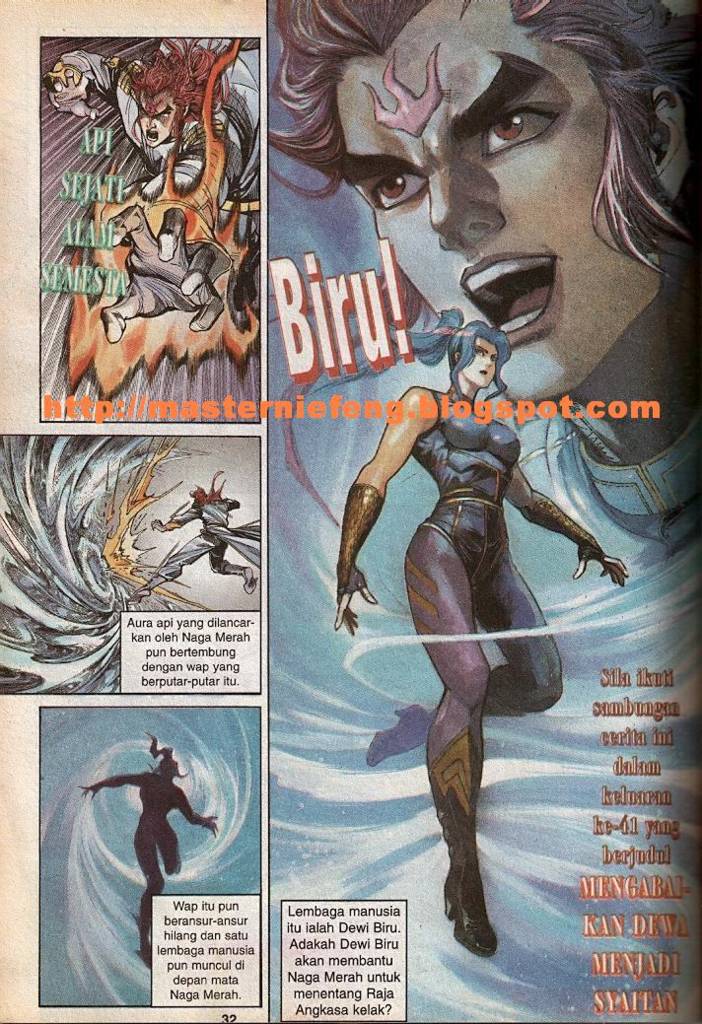 API
SEJATI
ALAM
SEMESTA
Biru!
http://masterniefeng.blogspot.com
Aura api yang dilancar-
kan oleh Naga Merah
pun bertembung
dengan wap yang
berputar-putar itu.
Wap itu pun
beransur-ansur
hilang dan satu
lembaga manusia
pun muncul di
depan mata
Naga Merah.
Lembaga manusia
itu ialah Dewi Biru.
Adakah Dewi Biru
akan membantu
Naga Merah untuk
menentang Raja
Angkasa kelak?
Sila ikuti
sambungan
cerita ini
dalam
keluaran
ke-41 yang
berjudul
MENGABAI-
KAN DEWA
MENJADI
SYAITAN
32